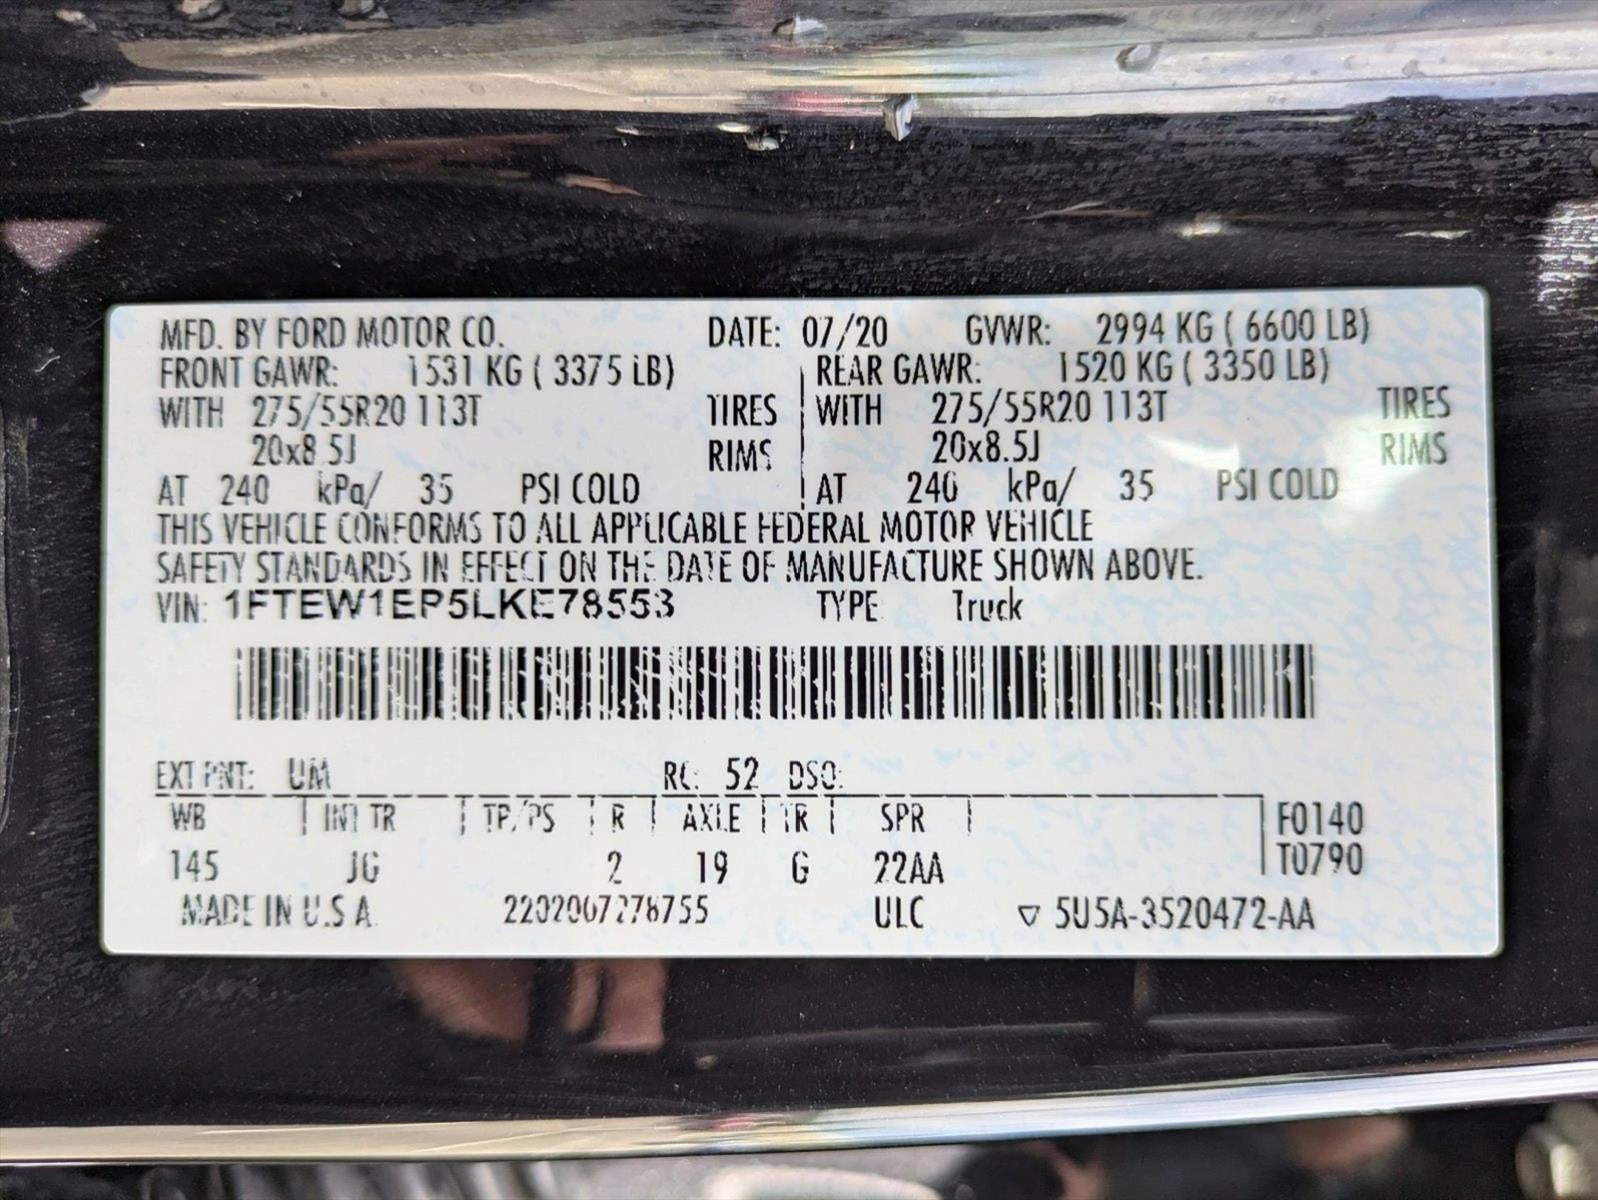 MFD. BY FORD MOTOR CO. DATE: 07/20 GVWR: 2994 KG ( 6600 LB)
FRONT GAWR: 1531 KG ( 3375 LB) REAR GAWR: 1520 KG ( 3350 LB)
WITH 275/55R20 113T TIRES WITH 275/55R20 113T TIRES
20x8.5J RIMS 20x8.5J RIMS
AT 240 kPa/ 35 PSI COLD AT 240 kPa/ 35 PSI COLD
THIS VEHICLE CONFORMS TO ALL APPLICABLE FEDERAL MOTOR VEHICLE
SAFETY STANDARDS IN EFFECT ON THE DATE OF MANUFACTURE SHOWN ABOVE.
VIN: 1FTEW1EP5LKE78553 TYPE: Truck
EXT PNT: UM RC: 52 DSO:
WB INT TR TP/PS R AXLE TR SPR F0140
145 JG 2 19 G 22AA T0790
MADE IN U.S.A. 2202007278755 ULC ▽ 5U5A-3520472-AA